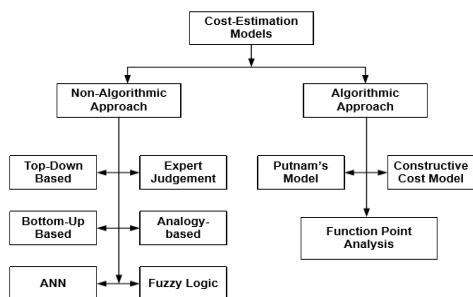 Cost-Estimation
Models
Non-Algorithmic
Approach
Algorithmic
Approach
Top-Down
Based
Expert
Judgement
Putnam's
Model
Constructive
Cost Model
Bottom-Up
Based
Analogy-
based
Function Point
Analysis
ANN
Fuzzy Logic